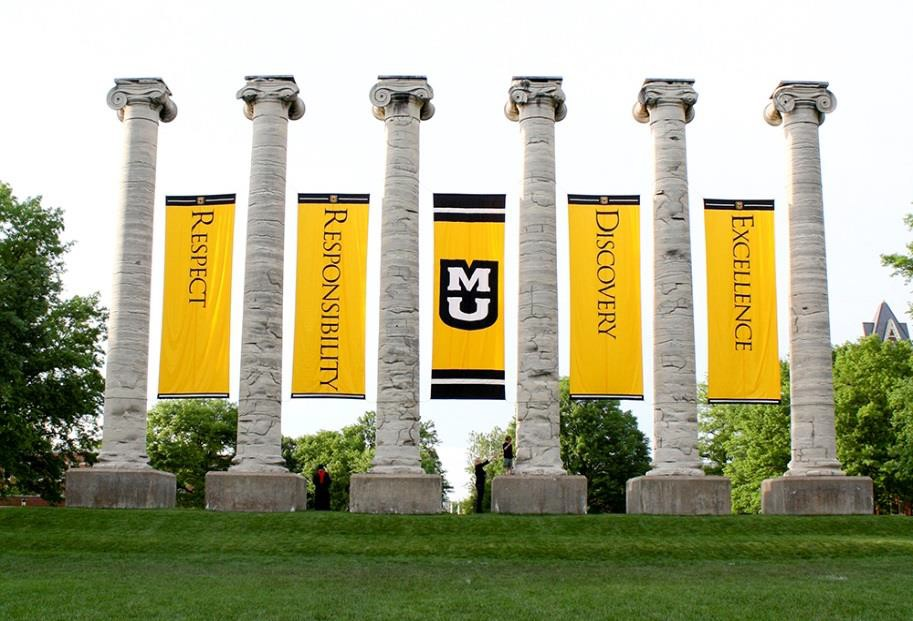 RESPECT
RESPONSIBILITY
MU
DISCOVERY
EXCELLENCE